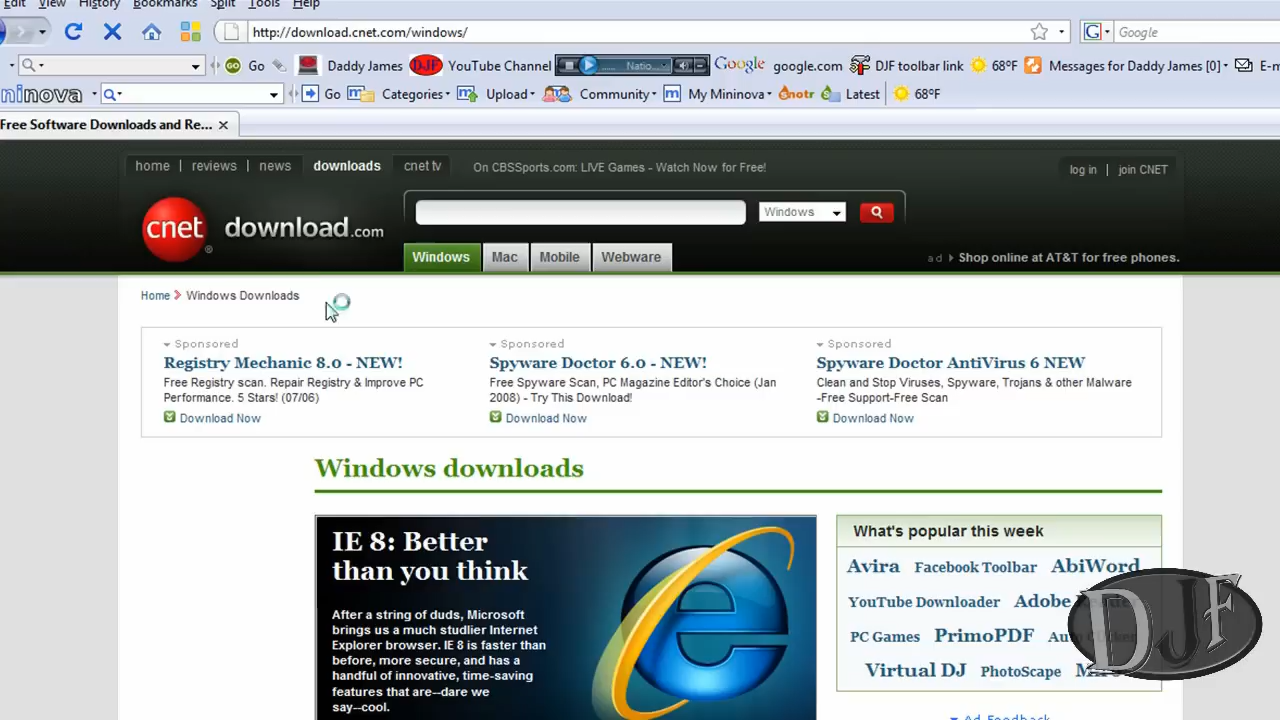 Edit View History Bookmarks Split Tools Help
http://download.cnet.com/windows/
Google
Go Daddy James DJF YouTube Channel Natio... Google google.com DJF toolbar link 68°F Messages for Daddy James [0]
mininova Go Categories Upload Community My Mininova Snotr Latest 68°F
Free Software Downloads and Re...
home | reviews | news downloads cnet tv On CBSSports.com: LIVE Games - Watch Now for Free! log in | join CNET
cnet download.com Windows
Windows Mac Mobile Webware ad Shop online at AT&T for free phones.
Home Windows Downloads
Sponsored Sponsored Sponsored
Registry Mechanic 8.0 - NEW! Spyware Doctor 6.0 - NEW! Spyware Doctor AntiVirus 6 NEW
Free Registry scan. Repair Registry & Improve PC Free Spyware Scan, PC Magazine Editor's Choice (Jan Clean and Stop Viruses, Spyware, Trojans & other Malware
Performance. 5 Stars! (07/06) 2008) - Try This Download! -Free Support-Free Scan
Download Now Download Now Download Now
Windows downloads
IE 8: Better
than you think
After a string of duds, Microsoft
brings us a much studlier Internet
Explorer browser. IE 8 is faster than
before, more secure, and has a
handful of innovative, time-saving
features that are--dare we
say--cool.
What's popular this week
Avira Facebook Toolbar AbiWord
YouTube Downloader Adobe
PC Games PrimoPDF
Virtual DJ PhotoScape
Ad Feedback
DJF